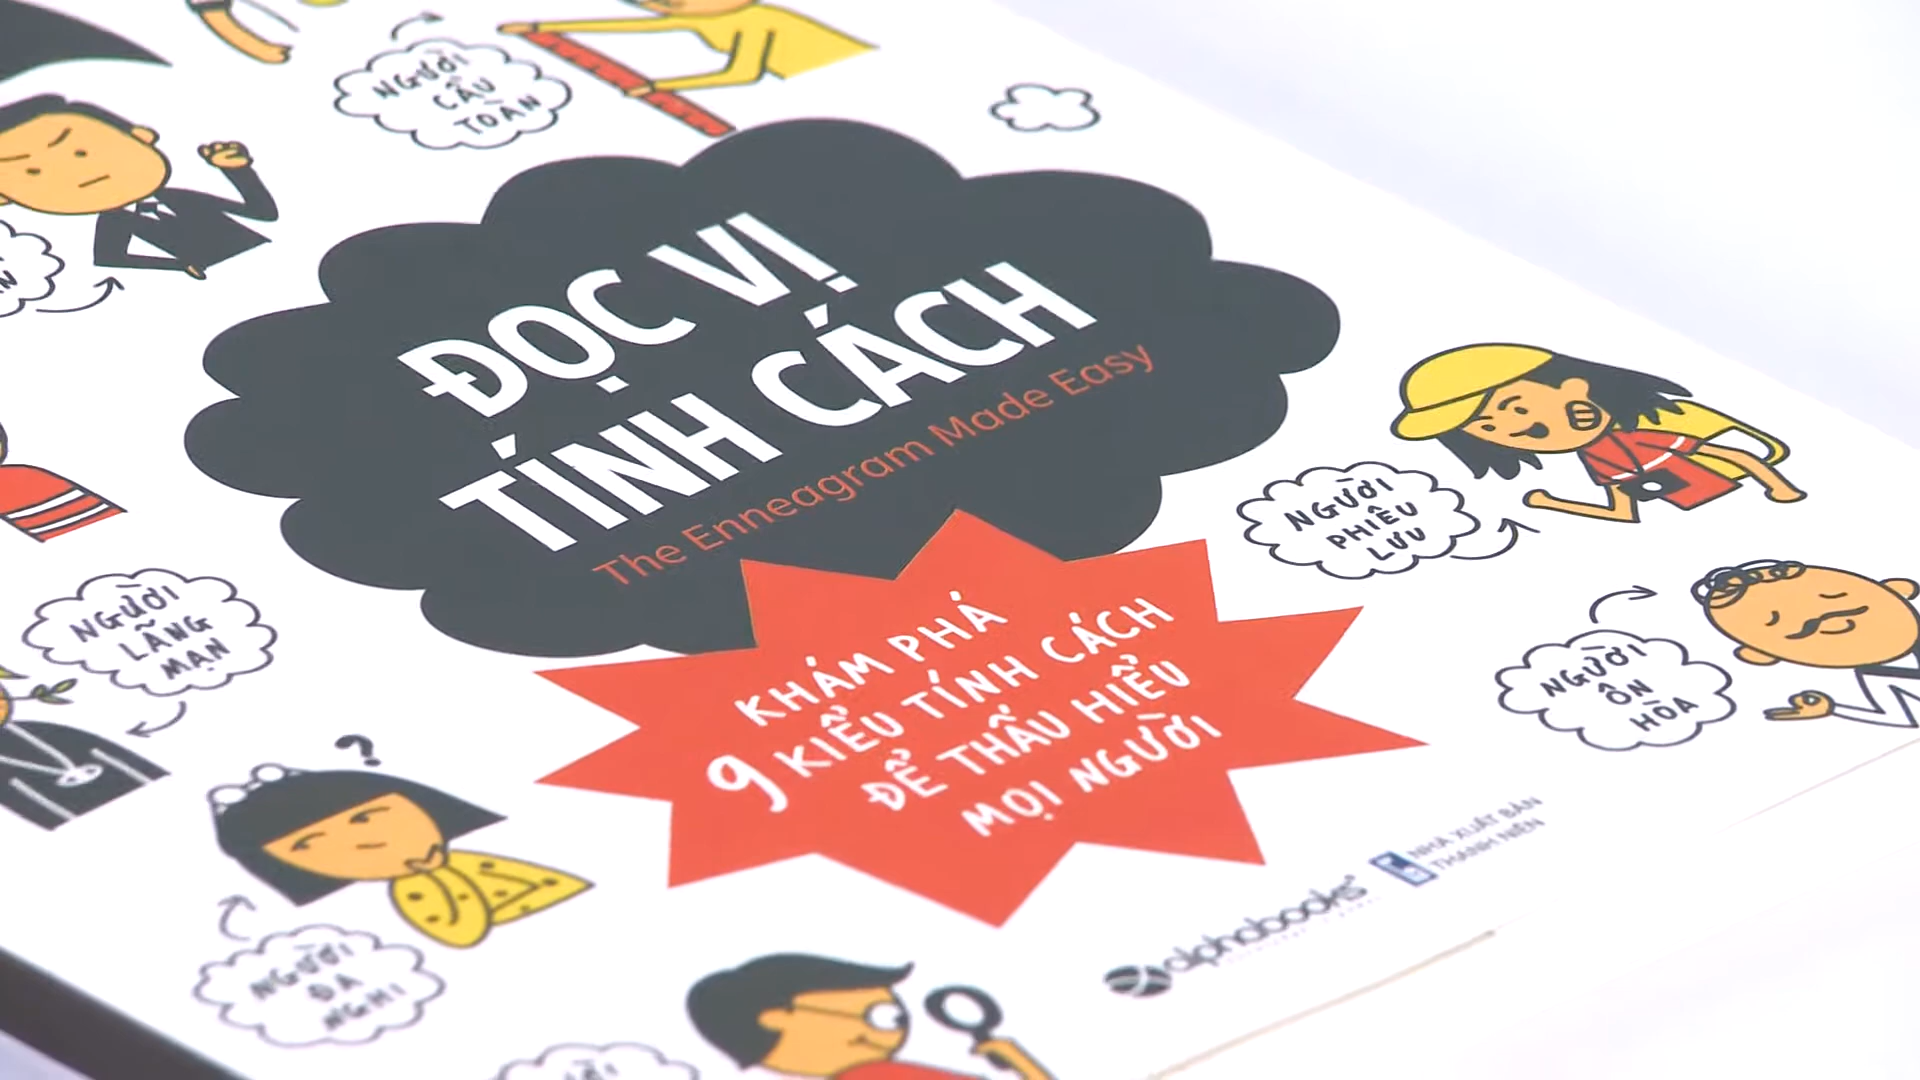 NGƯỜI
CẦU
TOÀN
ĐỌC VỊ
TÍNH CÁCH
The Enneagram Made Easy
NGƯỜI
PHIÊU
LƯU
KHÁM PHÁ
9 KIỂU TÍNH CÁCH
ĐỂ THẤU HIỂU
MỌI NGƯỜI
NGƯỜI
LÃNG
MẠN
NGƯỜI
ÔN
HÒA
NGƯỜI
ĐA
NGHI
alphabooks
NHÀ XUẤT BẢN
THANH NIÊN